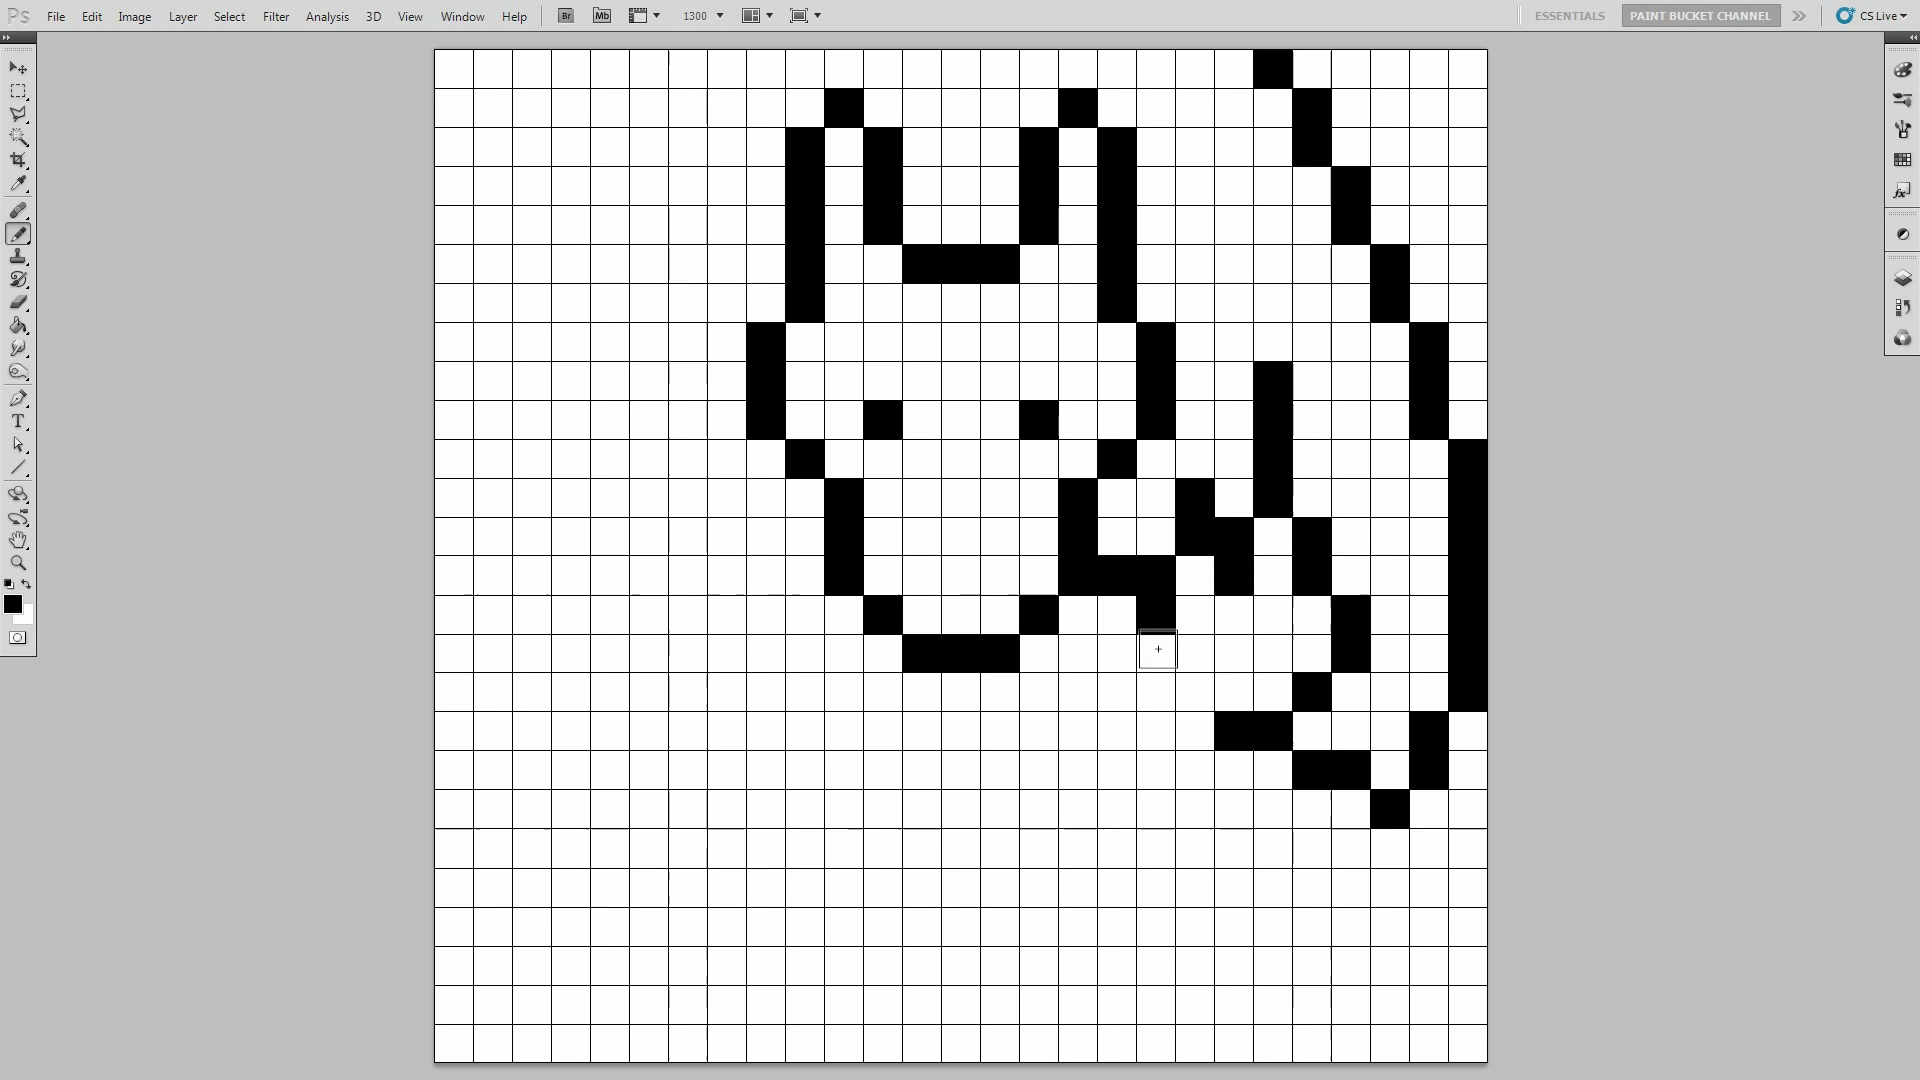 Ps File Edit Image Layer Select Filter Analysis 3D View Window Help Br Mb 1300 ESSENTIALS PAINT BUCKET CHANNEL CS Live
T
fx